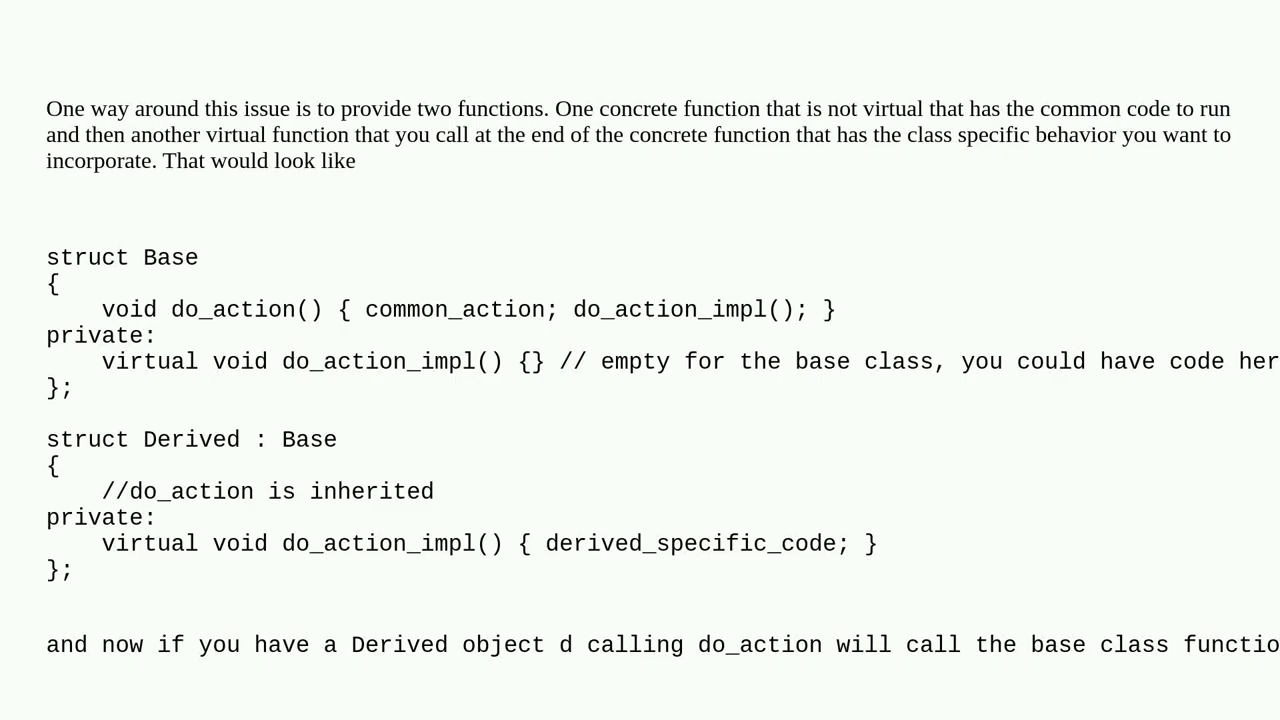 One way around this issue is to provide two functions. One concrete function that is not virtual that has the common code to run
and then another virtual function that you call at the end of the concrete function that has the class specific behavior you want to
incorporate. That would look like
struct Base
{
    void do_action() { common_action; do_action_impl(); }
private:
    virtual void do_action_impl() {} // empty for the base class, you could have code her
};
struct Derived : Base
{
    //do_action is inherited
private:
    virtual void do_action_impl() { derived_specific_code; }
};
and now if you have a Derived object d calling do_action will call the base class functio